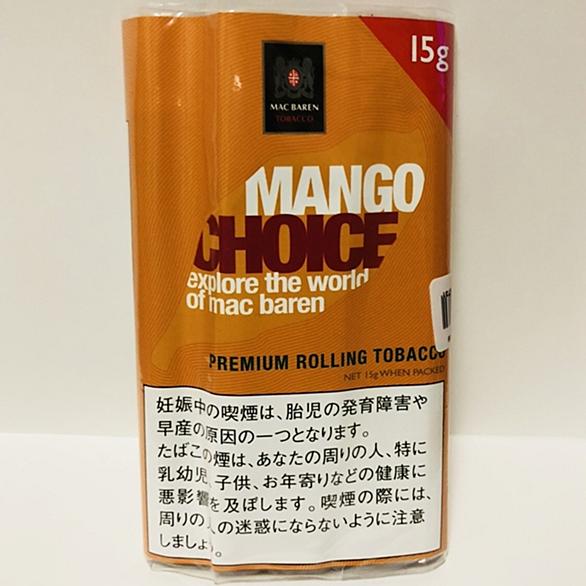 15g
MAC BAREN
TOBACCO
MANGO
CHOICE
explore the world
of mac baren
PREMIUM ROLLING TOBACCO
NET 15g WHEN PACKED
妊娠中の喫煙は、胎児の発育障害や
早産の原因の一つとなります。
たばこの煙は、あなたの周りの人、特に
乳幼児、子供、お年寄りなどの健康に
悪影響を及ぼします。喫煙の際には、
周りの人の迷惑にならないように注意
しましょう。